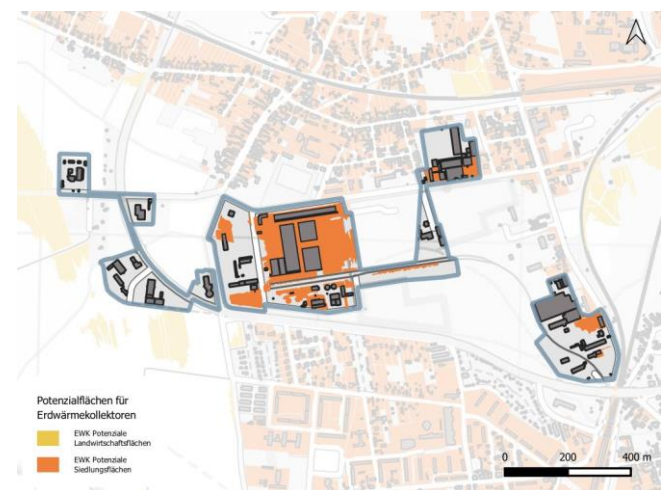 Potenzialflächen für
Erdwärmekollektoren
EWK Potenziale
Landwirtschaftsflächen
EWK Potenziale
Siedlungsflächen
0 200 400 m